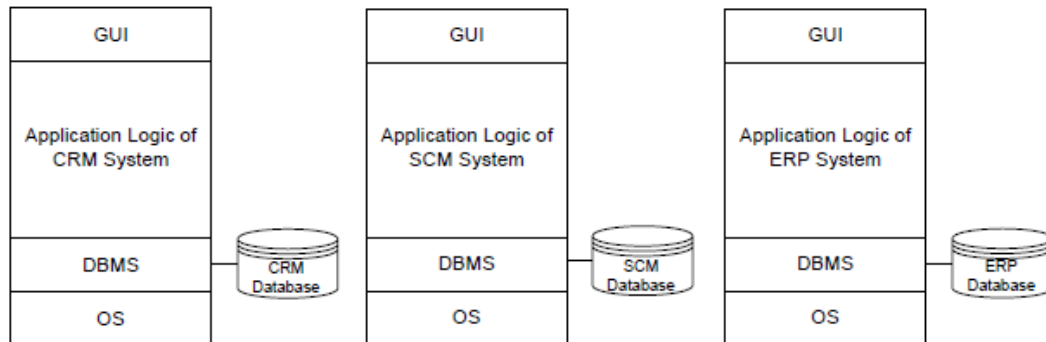 GUI
GUI
GUI
Application Logic of
CRM System
Application Logic of
SCM System
Application Logic of
ERP System
DBMS
CRM
Database
DBMS
SCM
Database
DBMS
ERP
Database
OS
OS
OS